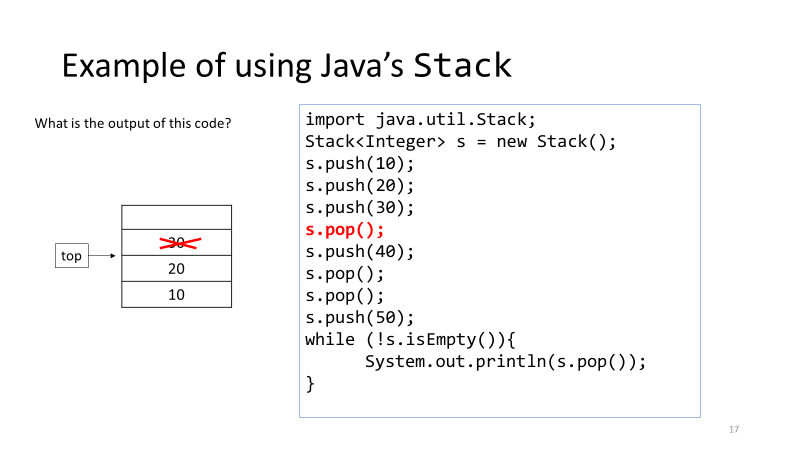 Example of using Java's Stack
What is the output of this code?
import java.util.Stack;
Stack<Integer> s = new Stack();
s.push(10);
s.push(20);
s.push(30);
s.pop();
s.push(40);
s.pop();
s.pop();
s.push(50);
while (!s.isEmpty()){
System.out.println(s.pop());
}
30
top
20
10
17